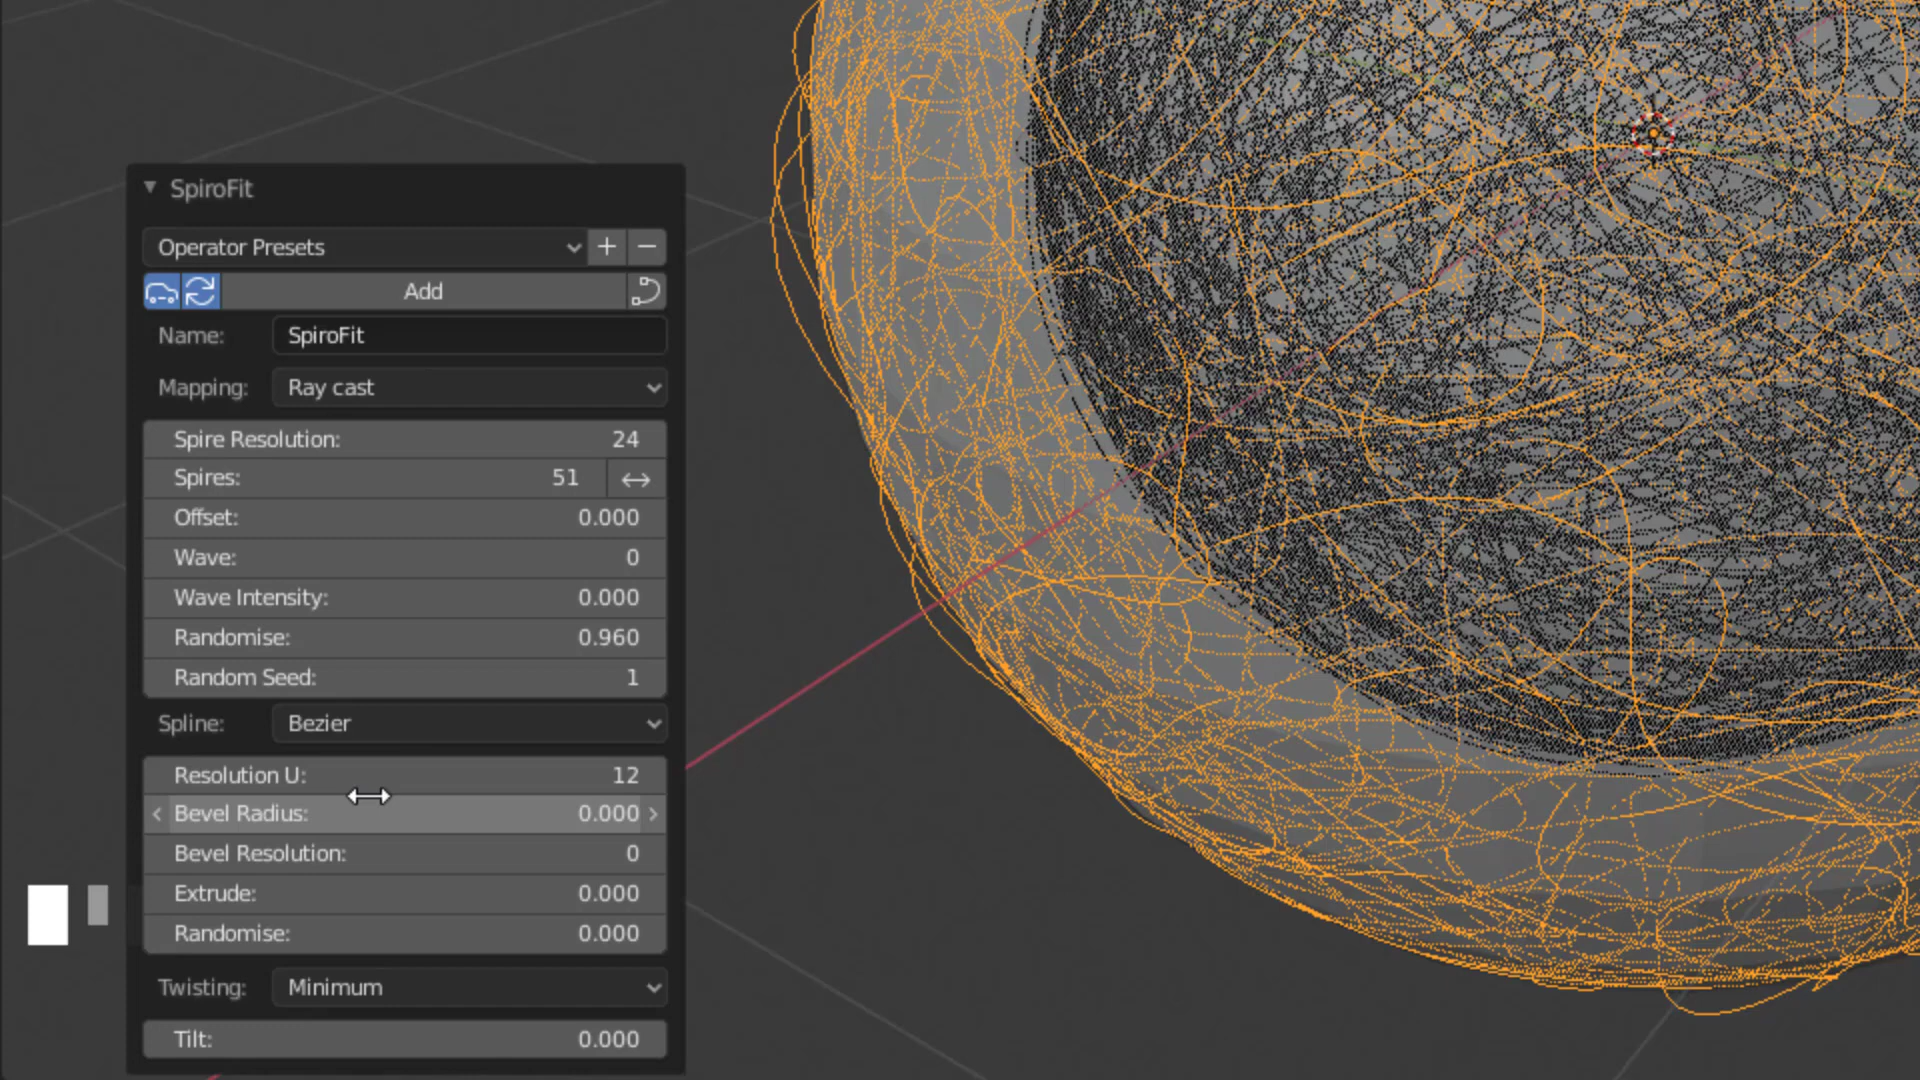 SpiroFit
Operator Presets
Add
Name: SpiroFit
Mapping: Ray cast
Spire Resolution: 24
Spires: 51
Offset: 0.000
Wave: 0
Wave Intensity: 0.000
Randomise: 0.960
Random Seed: 1
Spline: Bezier
Resolution U: 12
Bevel Radius: 0.000
Bevel Resolution: 0
Extrude: 0.000
Randomise: 0.000
Twisting: Minimum
Tilt: 0.000